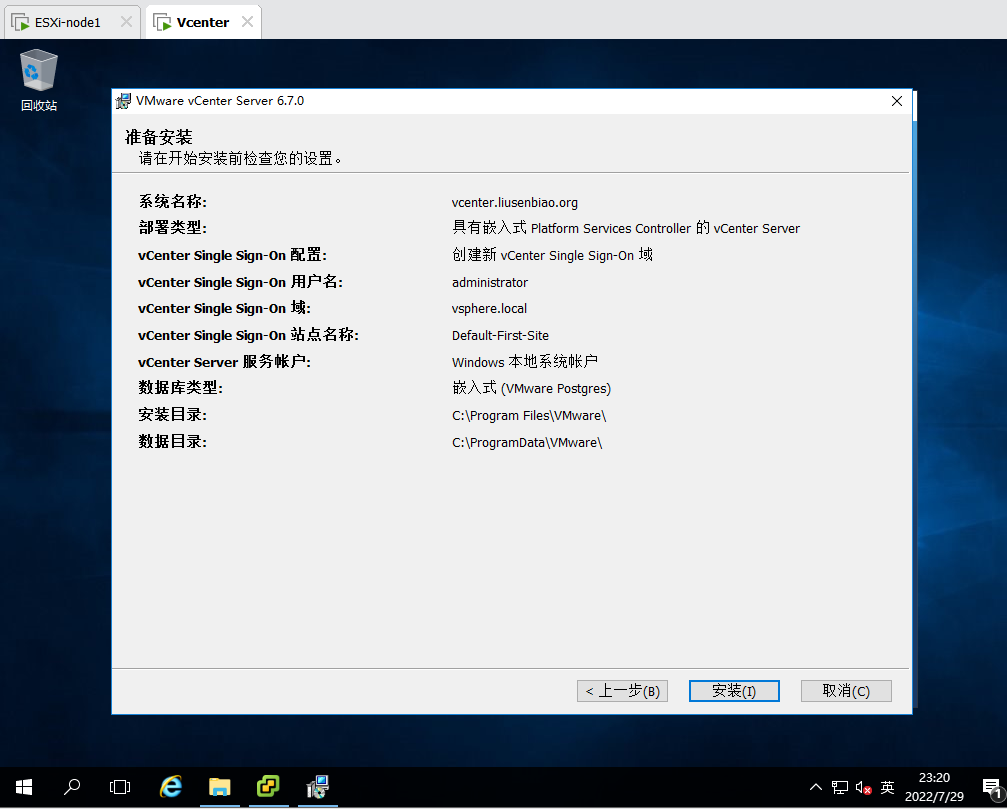 ESXi-node1
Vcenter
回收站
VMware vCenter Server 6.7.0
准备安装
请在开始安装前检查您的设置。
系统名称: vcenter.liusenbiao.org
部署类型: 具有嵌入式 Platform Services Controller 的 vCenter Server
vCenter Single Sign-On 配置: 创建新 vCenter Single Sign-On 域
vCenter Single Sign-On 用户名: administrator
vCenter Single Sign-On 域: vsphere.local
vCenter Single Sign-On 站点名称: Default-First-Site
vCenter Server 服务帐户: Windows 本地系统帐户
数据库类型: 嵌入式 (VMware Postgres)
安装目录: C:\Program Files\VMware\
数据目录: C:\ProgramData\VMware\
< 上一步(B) 安装(I) 取消(C)
英
23:20
2022/7/29
1